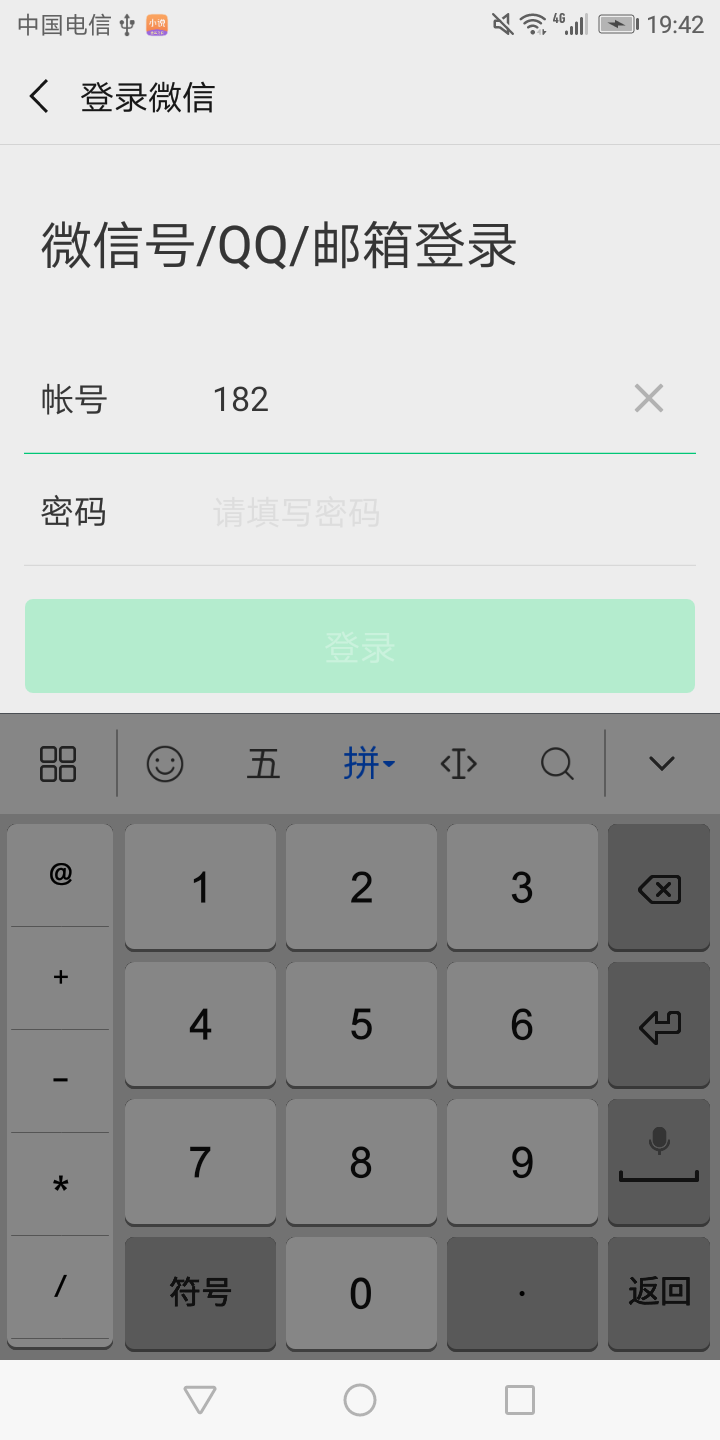 中国电信 小说 4G 19:42
登录微信
微信号/QQ/邮箱登录
帐号 182
密码 请填写密码
登录
五 拼
@ 1 2 3
+ 4 5 6
-
7 8 9
*
/ 符号 0 · 返回